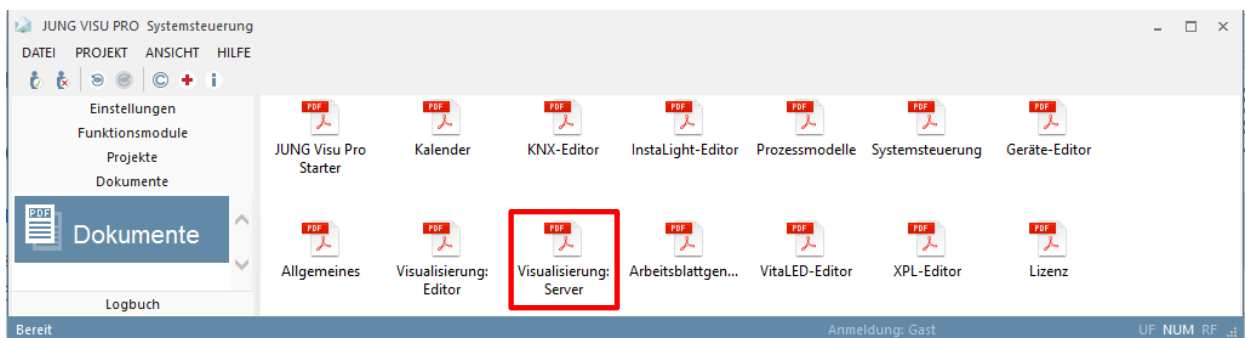 JUNG VISU PRO Systemsteuerung
DATEI PROJEKT ANSICHT HILFE
Einstellungen
Funktionsmodule
Projekte
Dokumente
PDF
Dokumente
Logbuch
PDF PDF PDF PDF PDF PDF PDF
JUNG Visu Pro Kalender KNX-Editor InstaLight-Editor Prozessmodelle Systemsteuerung Geräte-Editor
Starter
PDF PDF PDF PDF PDF PDF PDF
Allgemeines Visualisierung: Visualisierung: Arbeitsblattgen... VitaLED-Editor XPL-Editor Lizenz
Editor Server
Bereit Anmeldung: Gast UF NUM RF